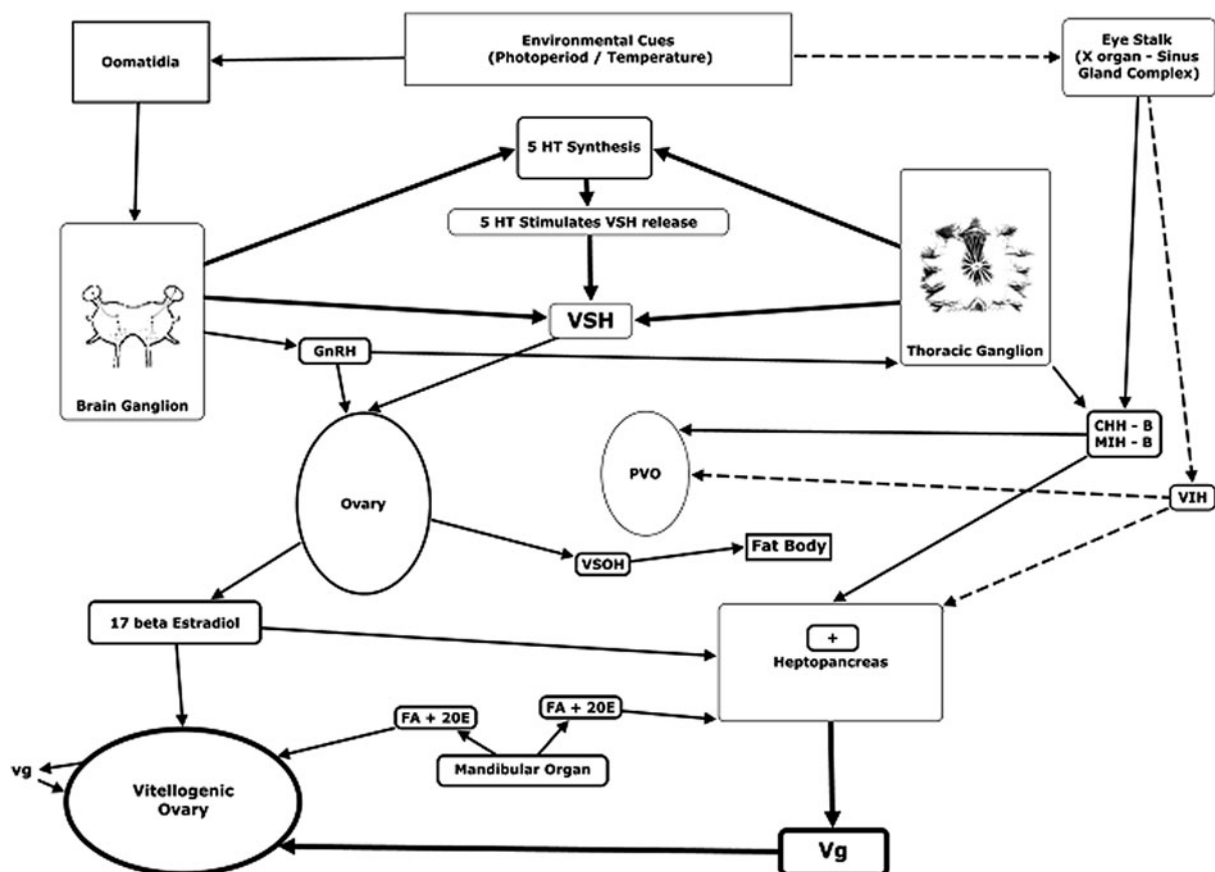 Oomatidia
Environmental Cues
(Photoperiod / Temperature)
Eye Stalk
(X organ - Sinus
Gland Complex)
5 HT Synthesis
5 HT Stimulates VSH release
VSH
GnRH
Brain Ganglion
Thoracic Ganglion
CHH - B
MIH - B
PVO
VIH
Ovary
VSOH
Fat Body
17 beta Estradiol
+
Heptopancreas
FA + 20E
FA + 20E
Mandibular Organ
vg
Vitellogenic
Ovary
Vg